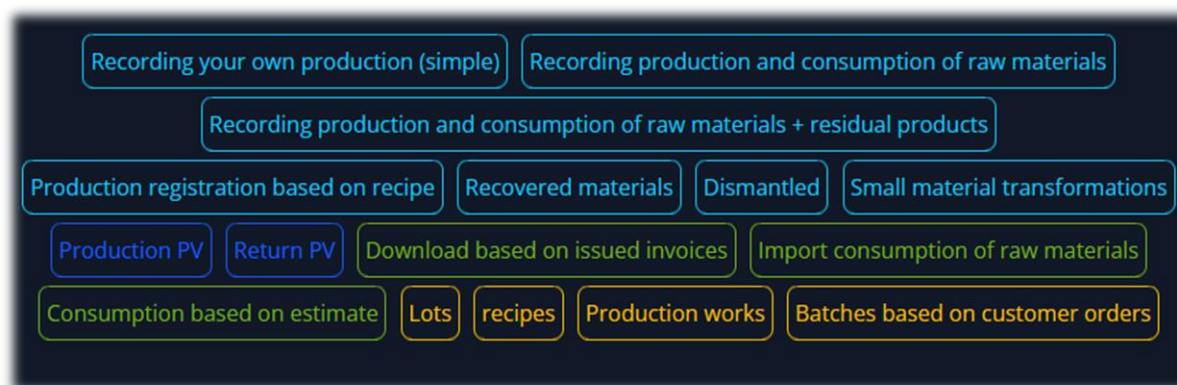 Recording your own production (simple) Recording production and consumption of raw materials
Recording production and consumption of raw materials + residual products
Production registration based on recipe Recovered materials Dismantled Small material transformations
Production PV Return PV Download based on issued invoices Import consumption of raw materials
Consumption based on estimate Lots recipes Production works Batches based on customer orders